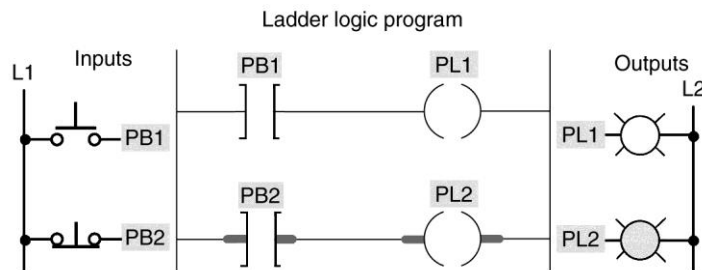 Ladder logic program
Inputs
Outputs
L1
L2
PB1
PL1
PB1
PL1
PB2
PL2
PB2
PL2